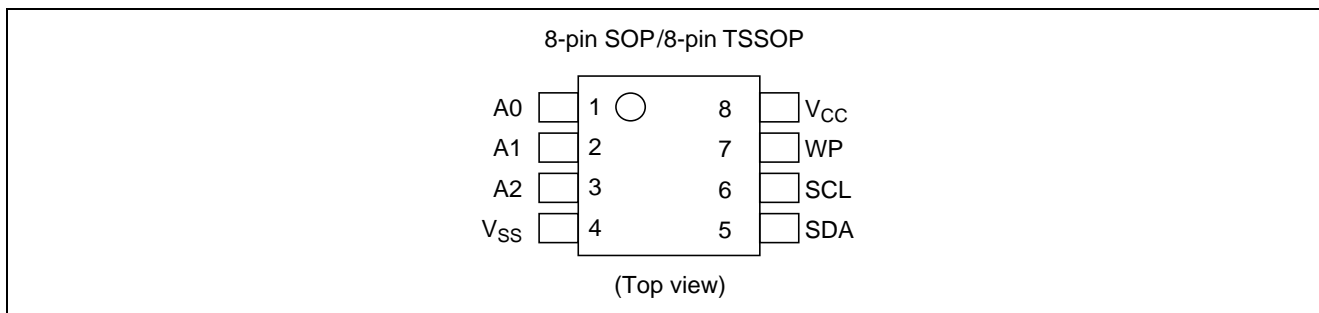 8-pin SOP/8-pin TSSOP
A0 1 8 VCC
A1 2 7 WP
A2 3 6 SCL
VSS 4 5 SDA
(Top view)